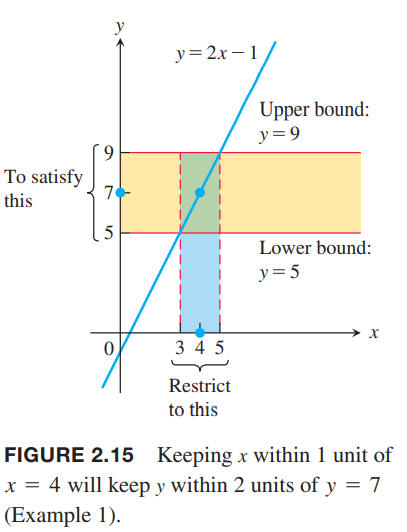 y
y = 2x – 1
Upper bound:
y = 9
To satisfy
this
9
7
5
Lower bound:
y = 5
x
0
3 4 5
Restrict
to this
FIGURE 2.15 Keeping x within 1 unit of
x = 4 will keep y within 2 units of y = 7
(Example 1).